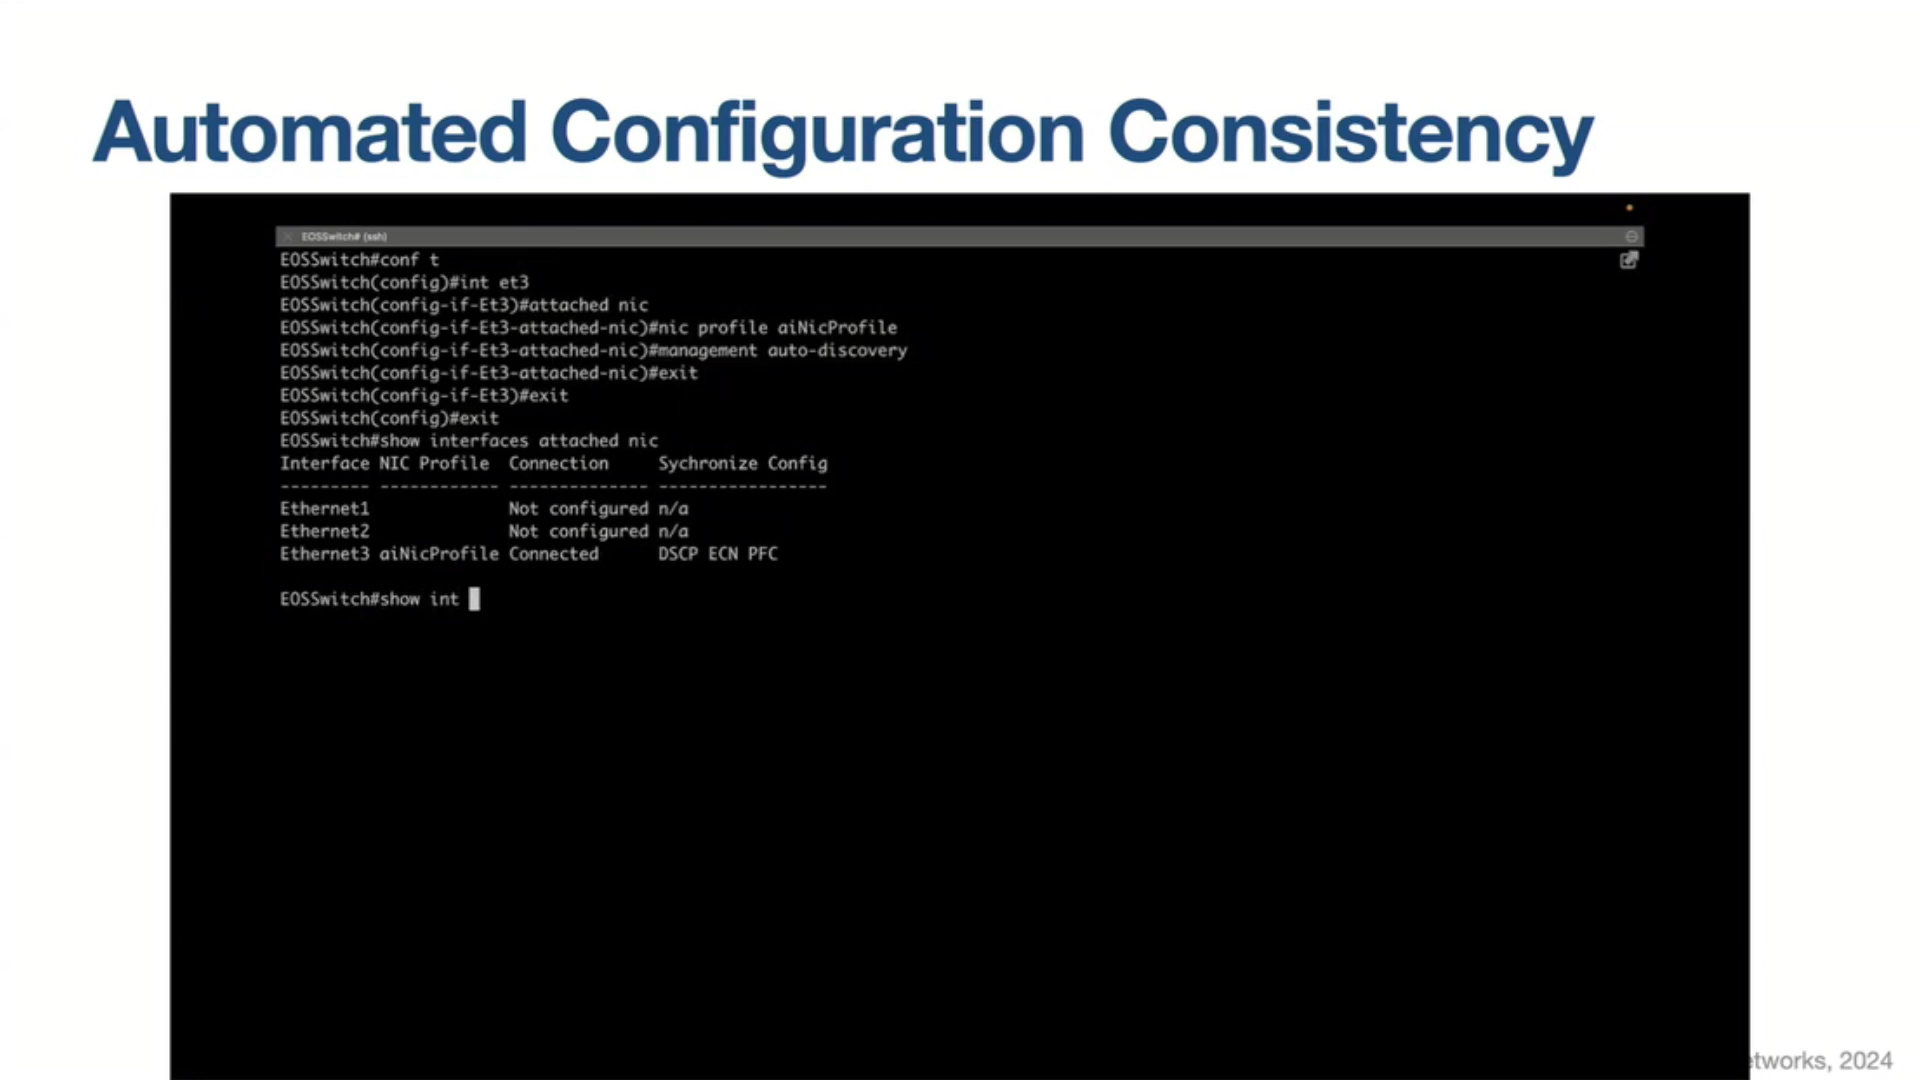 Automated Configuration Consistency
EOSSwitch# (ssh)
EOSSwitch#conf t
EOSSwitch(config)#int et3
EOSSwitch(config-if-Et3)#attached nic
EOSSwitch(config-if-Et3-attached-nic)#nic profile aiNicProfile
EOSSwitch(config-if-Et3-attached-nic)#management auto-discovery
EOSSwitch(config-if-Et3-attached-nic)#exit
EOSSwitch(config-if-Et3)#exit
EOSSwitch(config)#exit
EOSSwitch#show interfaces attached nic
Interface NIC Profile  Connection     Sychronize Config
--------- ------------ -------------- -----------------
Ethernet1              Not configured n/a
Ethernet2              Not configured n/a
Ethernet3 aiNicProfile Connected      DSCP ECN PFC
EOSSwitch#show int
etworks, 2024